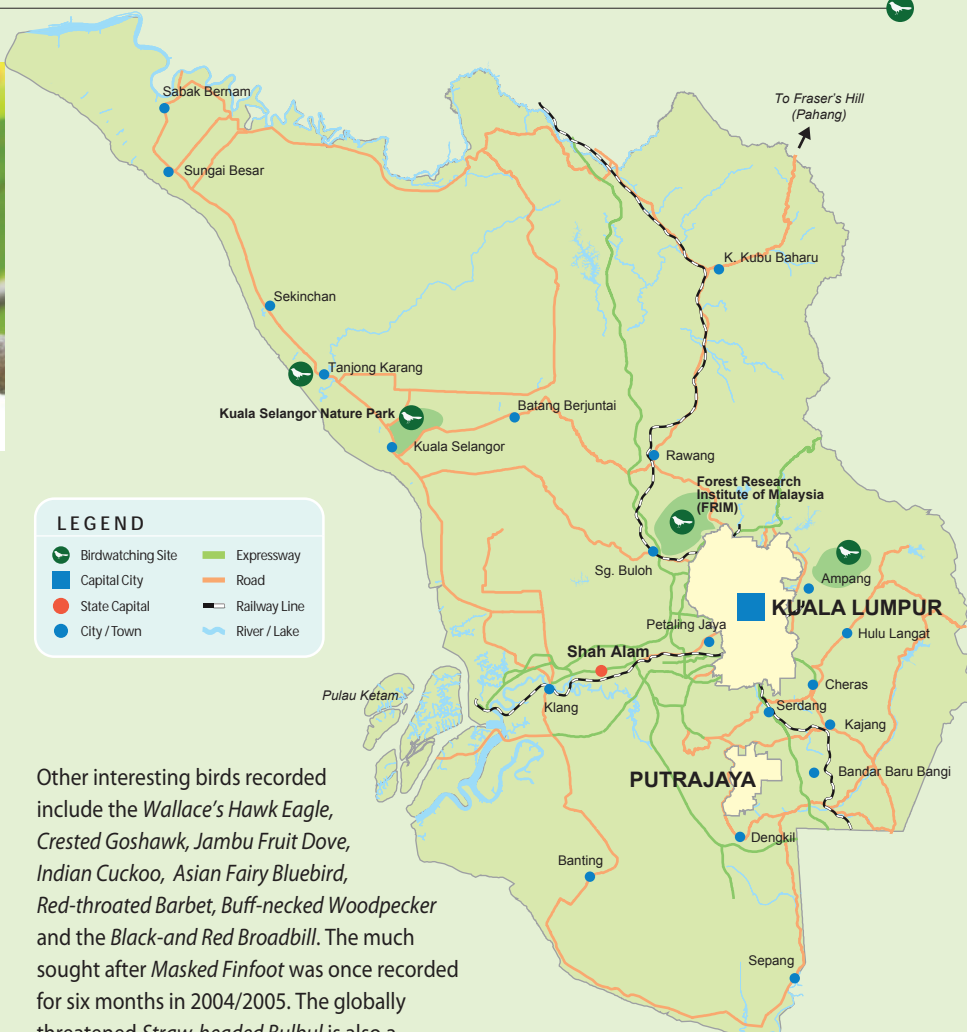 To Fraser's Hill
(Pahang)
Sabak Bernam
Sungai Besar
K. Kubu Baharu
Sekinchan
Tanjong Karang
Kuala Selangor Nature Park
Batang Berjuntai
Kuala Selangor
Rawang
Forest Research
Institute of Malaysia
(FRIM)
Sg. Buloh
Ampang
KUALA LUMPUR
Petaling Jaya
Hulu Langat
Shah Alam
Cheras
Pulau Ketam
Klang
Serdang
Kajang
PUTRAJAYA
Bandar Baru Bangi
Dengkil
Banting
Sepang
LEGEND
Birdwatching Site
Capital City
State Capital
City / Town
Expressway
Road
Railway Line
River / Lake
Other interesting birds recorded
include the Wallace's Hawk Eagle,
Crested Goshawk, Jambu Fruit Dove,
Indian Cuckoo, Asian Fairy Bluebird,
Red-throated Barbet, Buff-necked Woodpecker
and the Black-and Red Broadbill. The much
sought after Masked Finfoot was once recorded
for six months in 2004/2005. The globally
threatened Straw-headed Bulbul is also a